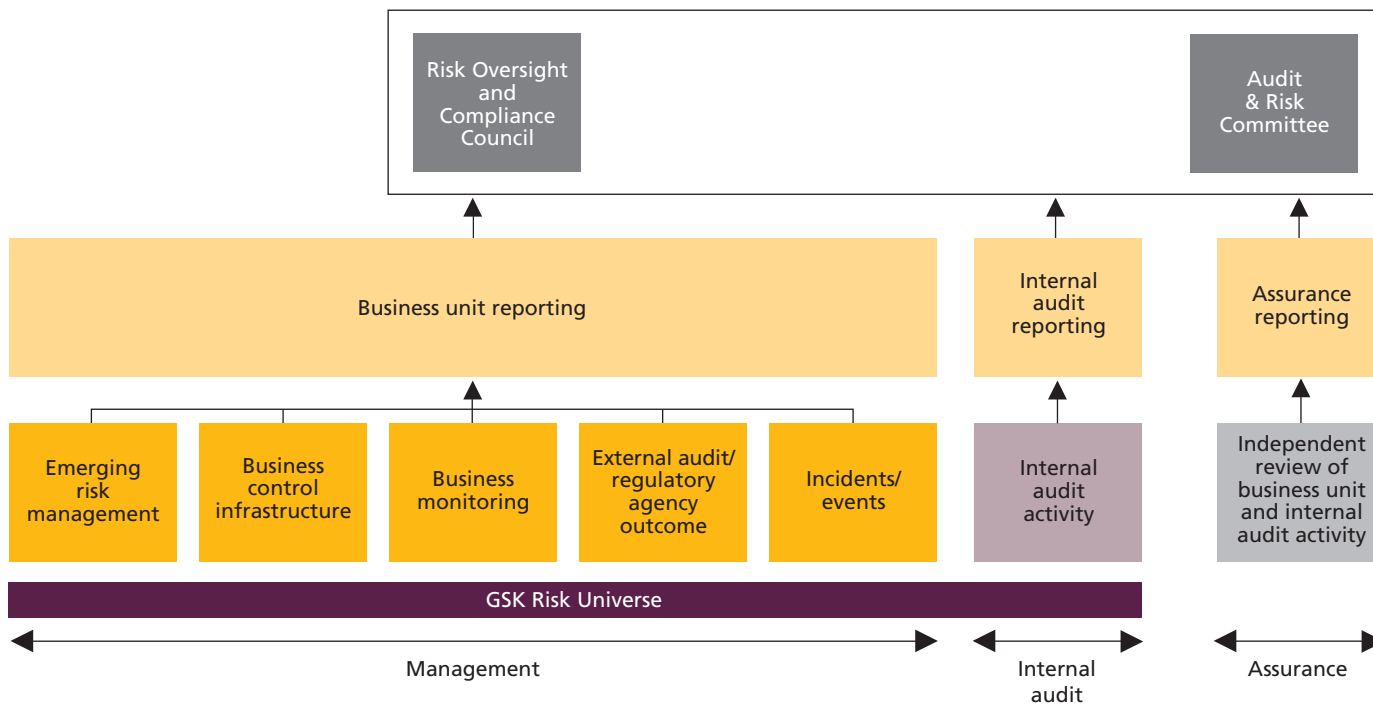 Risk Oversight
and
Compliance
Council
Audit
& Risk
Committee
Business unit reporting
Internal
audit
reporting
Assurance
reporting
Emerging
risk
management
Business
control
infrastructure
Business
monitoring
External audit/
regulatory
agency
outcome
Incidents/
events
Internal
audit
activity
Independent
review of
business unit
and internal
audit activity
GSK Risk Universe
Management
Internal
audit
Assurance